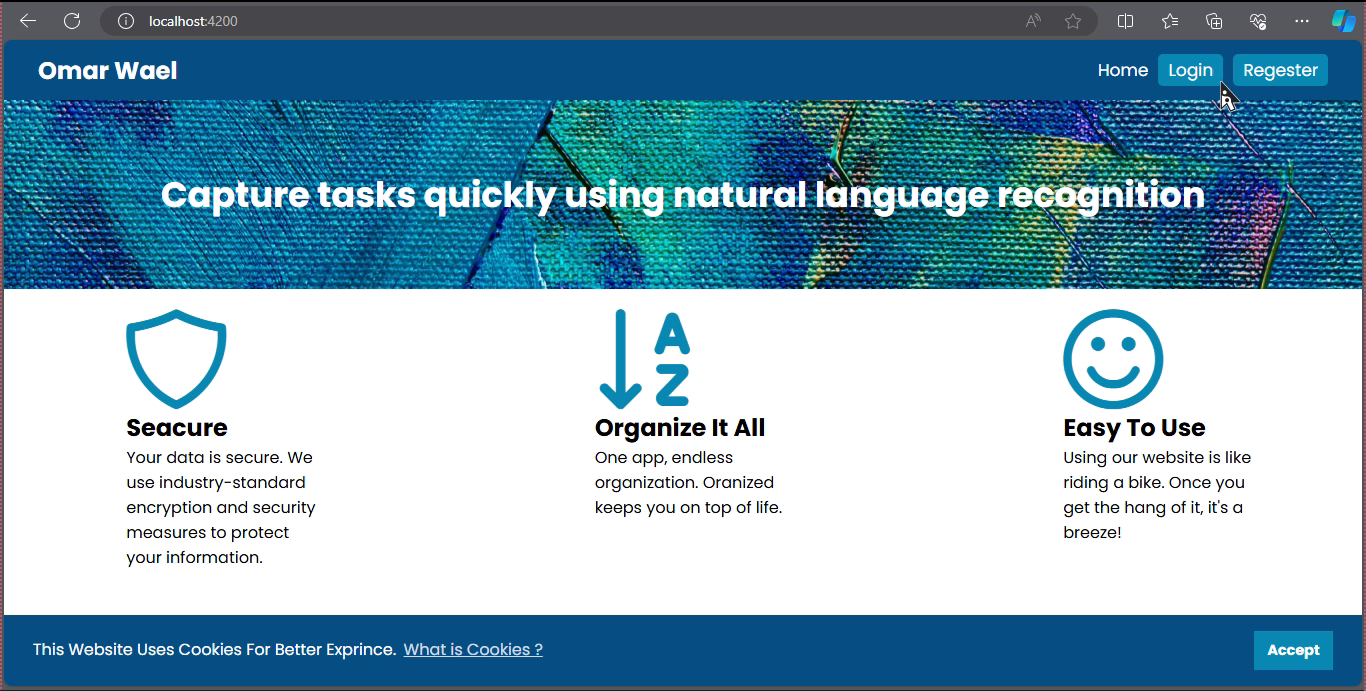 localhost:4200
Omar Wael
Home Login Regester
Capture tasks quickly using natural language recognition
A
Z
Seacure
Your data is secure. We
use industry-standard
encryption and security
measures to protect
your information.
Organize It All
One app, endless
organization. Oranized
keeps you on top of life.
Easy To Use
Using our website is like
riding a bike. Once you
get the hang of it, it's a
breeze!
This Website Uses Cookies For Better Exprince. What is Cookies ?
Accept